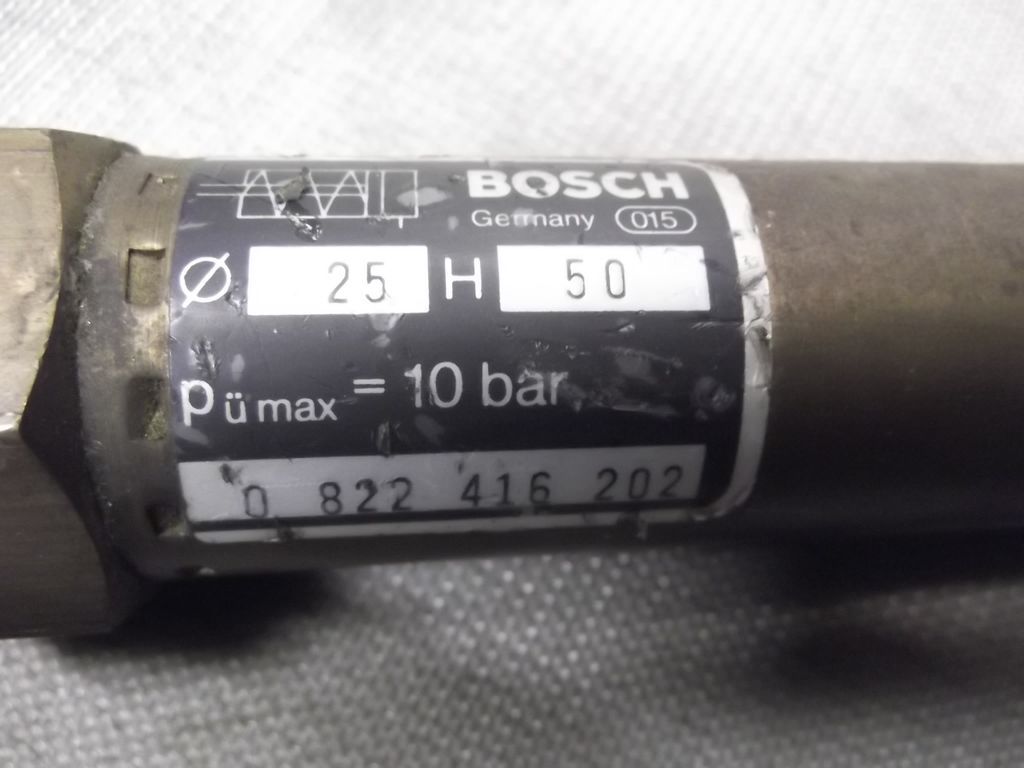 BOSCH
Germany 015
Ø 25 H 50
pü max = 10 bar
0 822 416 202